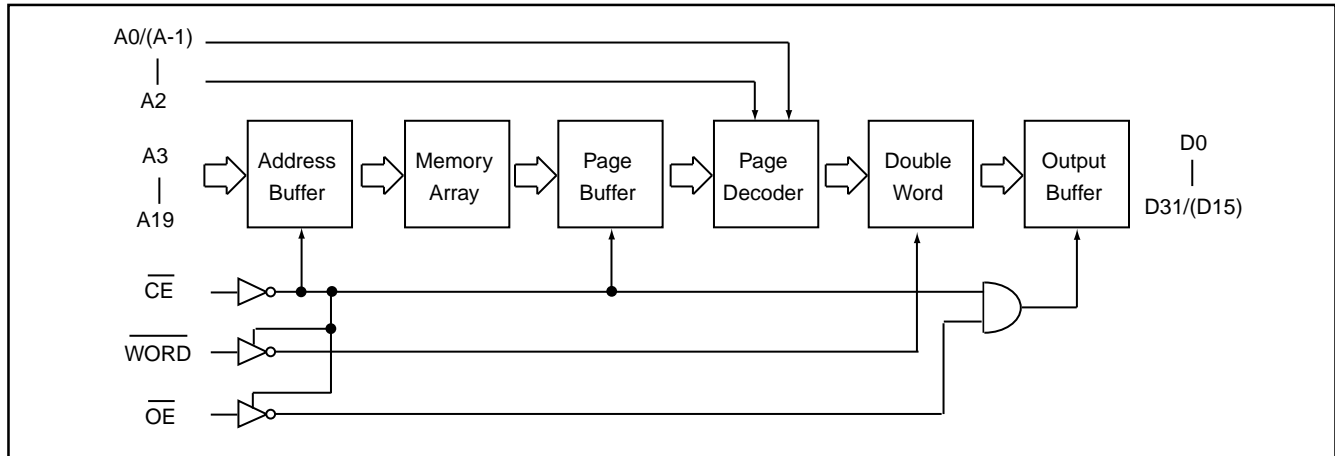 A0/(A-1)
A2
A3
A19
Address
Buffer
Memory
Array
Page
Buffer
Page
Decoder
Double
Word
Output
Buffer
D0
D31/(D15)
CE
WORD
OE